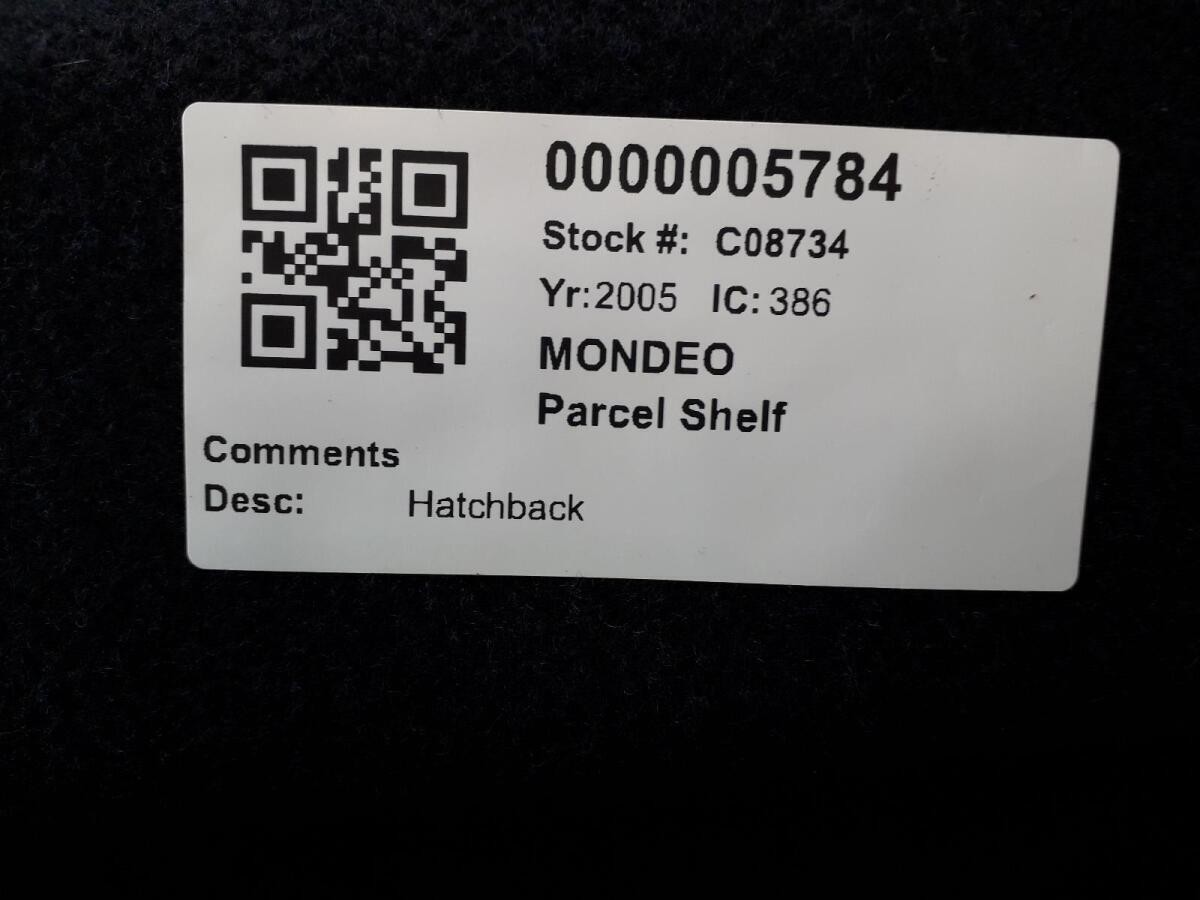 0000005784
Stock #: C08734
Yr:2005 IC: 386
MONDEO
Parcel Shelf
Comments
Desc: Hatchback